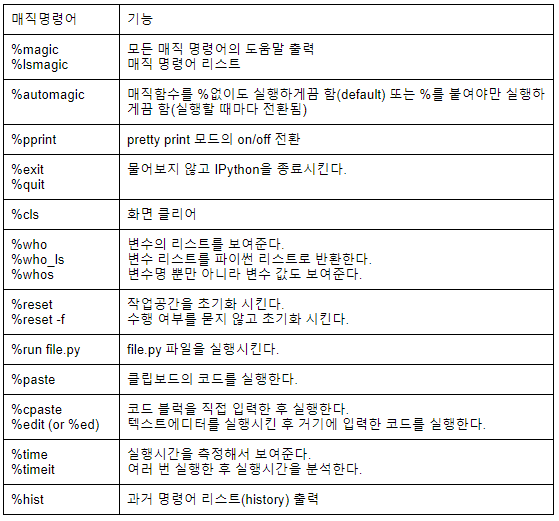 매직명령어 기능
%magic 모든 매직 명령어의 도움말 출력
%lsmagic 매직 명령어 리스트
%automagic 매직함수를 %없이도 실행하게끔 함(default) 또는 %를 붙여야만 실행하
게끔 함(실행할 때마다 전환됨)
%pprint pretty print 모드의 on/off 전환
%exit 물어보지 않고 IPython을 종료시킨다.
%quit
%cls 화면 클리어
%who 변수의 리스트를 보여준다.
%who_ls 변수 리스트를 파이썬 리스트로 반환한다.
%whos 변수명 뿐만 아니라 변수 값도 보여준다.
%reset 작업공간을 초기화 시킨다.
%reset -f 수행 여부를 묻지 않고 초기화 시킨다.
%run file.py file.py 파일을 실행시킨다.
%paste 클립보드의 코드를 실행한다.
%cpaste 코드 블럭을 직접 입력한 후 실행한다.
%edit (or %ed) 텍스트에디터를 실행시킨 후 거기에 입력한 코드를 실행한다.
%time 실행시간을 측정해서 보여준다.
%timeit 여러 번 실행한 후 실행시간을 분석한다.
%hist 과거 명령어 리스트(history) 출력